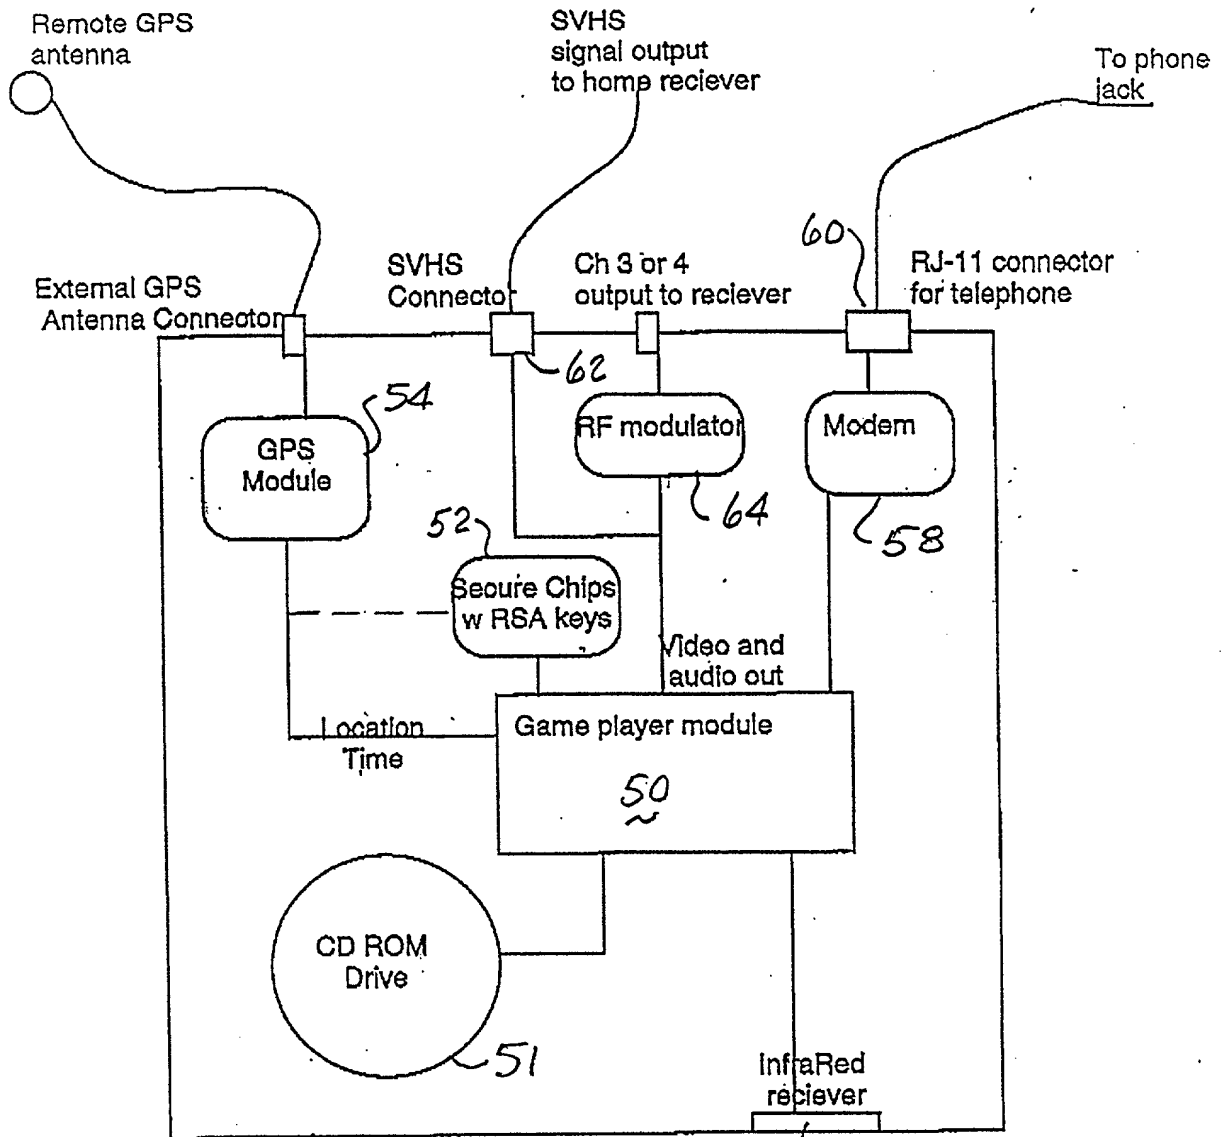 Remote GPS
antenna
SVHS
signal output
to home reciever
To phone
jack
60
External GPS
Antenna Connector
SVHS
Connector
Ch 3 or 4
output to reciever
RJ-11 connector
for telephone
62
54
GPS
Module
RF modulator
Modem
64
58
52
Secure Chips
w RSA keys
Video and
audio out
Location
Time
Game player module
50
CD ROM
Drive
51
InfraRed
reciever